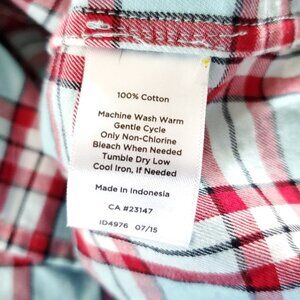 100% Cotton
Machine Wash Warm
Gentle Cycle
Only Non-Chlorine
Bleach When Needed
Tumble Dry Low
Cool Iron, If Needed
Made In Indonesia
CA #23147
ID4976 07/15